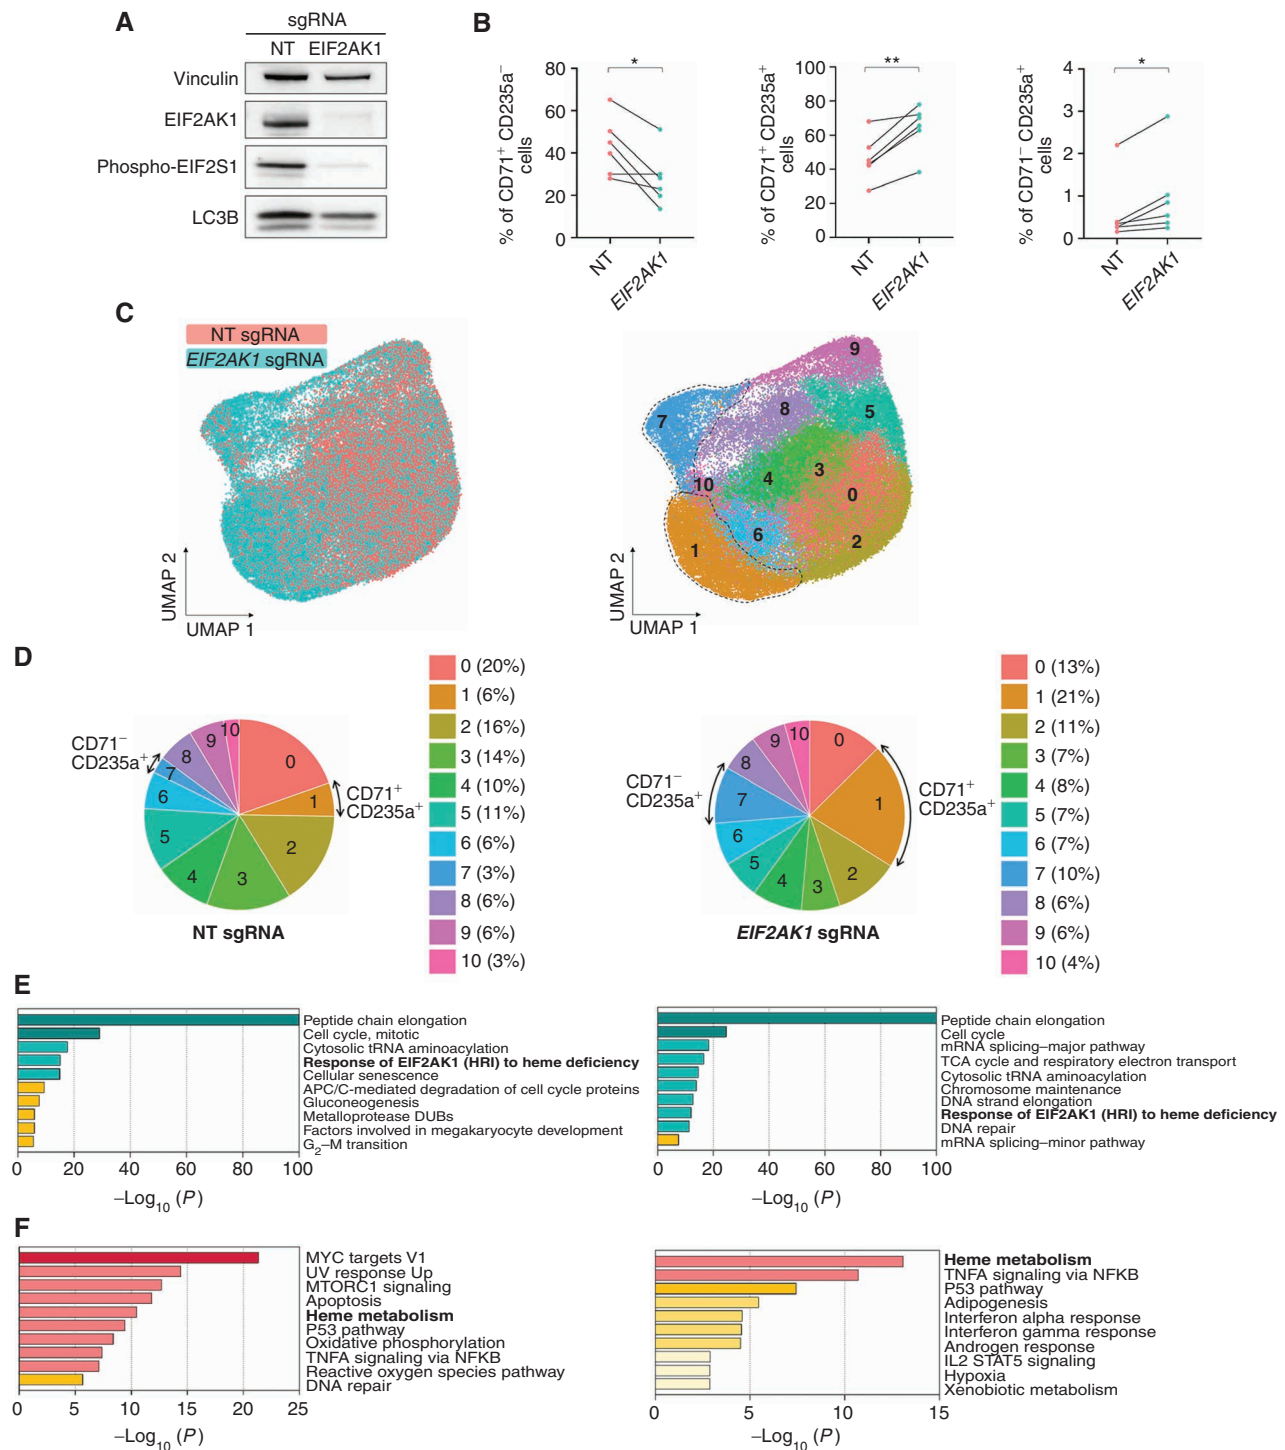 A
sgRNA
NT EIF2AK1
Vinculin
EIF2AK1
Phospho-EIF2S1
LC3B
B
% of CD71⁺ CD235a⁻
cells
80
60
40
20
0
*
NT
EIF2AK1
% of CD71⁺ CD235a⁺
cells
100
80
60
40
20
0
**
NT
EIF2AK1
% of CD71⁻ CD235a⁺
cells
4
3
2
1
0
*
NT
EIF2AK1
C
NT sgRNA
EIF2AK1 sgRNA
UMAP 2
UMAP 1
9
7
8
5
3
4
10
0
6
1
2
UMAP 2
UMAP 1
D
CD71⁻
CD235a⁺
CD71⁺
CD235a⁺
0
1
2
3
4
5
6
7
8
9
10
NT sgRNA
0 (20%)
1 (6%)
2 (16%)
3 (14%)
4 (10%)
5 (11%)
6 (6%)
7 (3%)
8 (6%)
9 (6%)
10 (3%)
CD71⁻
CD235a⁺
CD71⁺
CD235a⁺
0
1
2
3
4
5
6
7
8
9
10
EIF2AK1 sgRNA
0 (13%)
1 (21%)
2 (11%)
3 (7%)
4 (8%)
5 (7%)
6 (7%)
7 (10%)
8 (6%)
9 (6%)
10 (4%)
E
Peptide chain elongation
Cell cycle, mitotic
Cytosolic tRNA aminoacylation
Response of EIF2AK1 (HRI) to heme deficiency
Cellular senescence
APC/C-mediated degradation of cell cycle proteins
Gluconeogenesis
Metalloprotease DUBs
Factors involved in megakaryocyte development
G₂–M transition
0 20 40 60 80 100
−Log₁₀ (P)
Peptide chain elongation
Cell cycle
mRNA splicing–major pathway
TCA cycle and respiratory electron transport
Cytosolic tRNA aminoacylation
Chromosome maintenance
DNA strand elongation
Response of EIF2AK1 (HRI) to heme deficiency
DNA repair
mRNA splicing–minor pathway
0 20 40 60 80 100
−Log₁₀ (P)
F
MYC targets V1
UV response Up
MTORC1 signaling
Apoptosis
Heme metabolism
P53 pathway
Oxidative phosphorylation
TNFA signaling via NFKB
Reactive oxygen species pathway
DNA repair
0 5 10 15 20 25
−Log₁₀ (P)
Heme metabolism
TNFA signaling via NFKB
P53 pathway
Adipogenesis
Interferon alpha response
Interferon gamma response
Androgen response
IL2 STAT5 signaling
Hypoxia
Xenobiotic metabolism
0 5 10 15
−Log₁₀ (P)